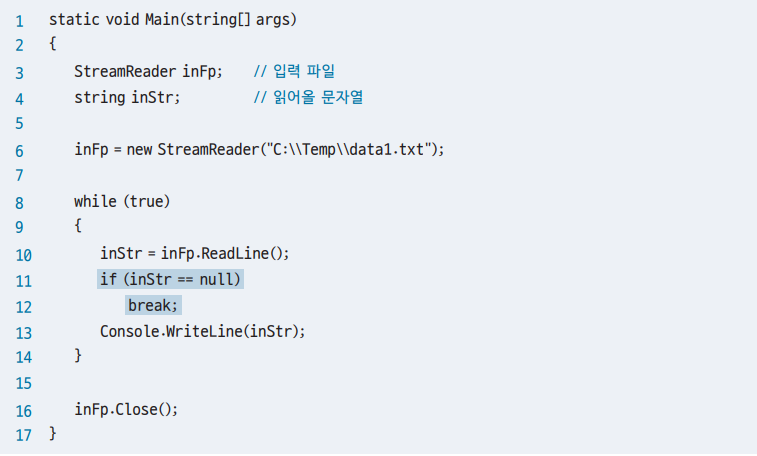 1 static void Main(string[] args)
2 {
3 StreamReader inFp; // 입력 파일
4 string inStr; // 읽어올 문자열
5
6 inFp = new StreamReader("C:\\Temp\\data1.txt");
7
8 while (true)
9 {
10 inStr = inFp.ReadLine();
11 if (inStr == null)
12 break;
13 Console.WriteLine(inStr);
14 }
15
16 inFp.Close();
17 }